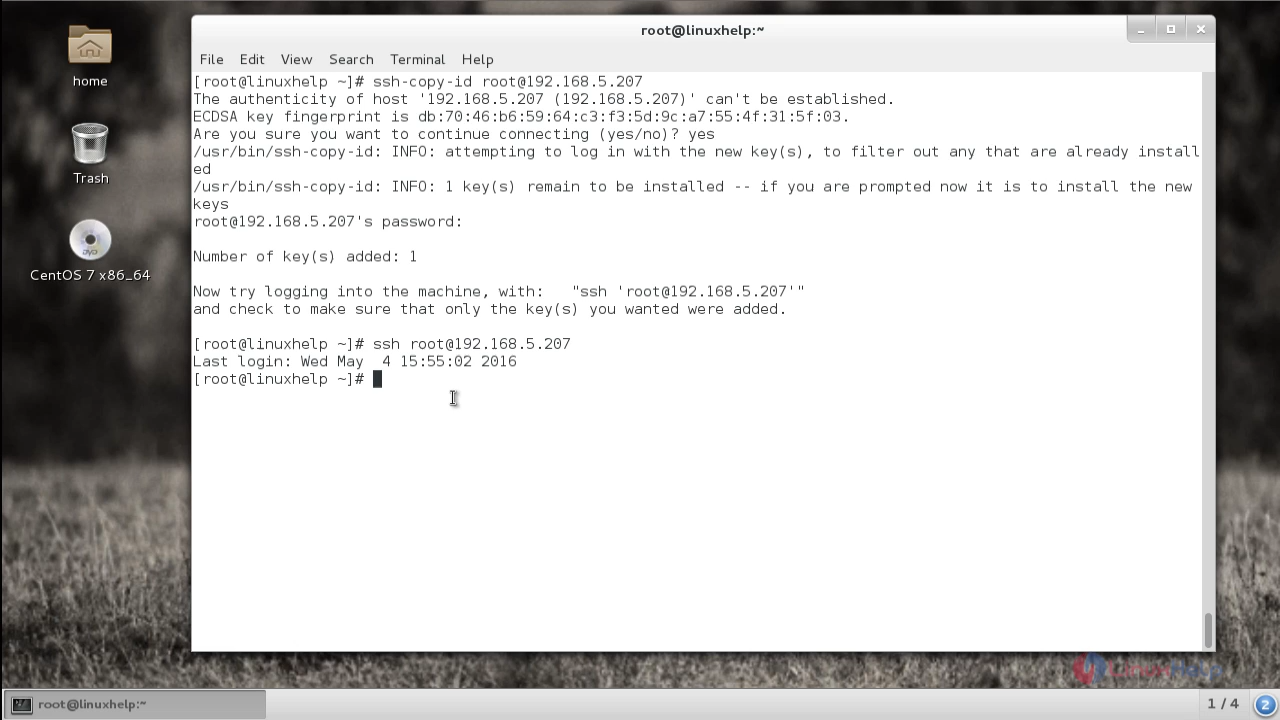 root@linuxhelp:~
File Edit View Search Terminal Help
home
Trash
DVD
CentOS 7 x86_64
[root@linuxhelp ~]# ssh-copy-id root@192.168.5.207
The authenticity of host '192.168.5.207 (192.168.5.207)' can't be established.
ECDSA key fingerprint is db:70:46:b6:59:64:c3:f3:5d:9c:a7:55:4f:31:5f:03.
Are you sure you want to continue connecting (yes/no)? yes
/usr/bin/ssh-copy-id: INFO: attempting to log in with the new key(s), to filter out any that are already install
ed
/usr/bin/ssh-copy-id: INFO: 1 key(s) remain to be installed -- if you are prompted now it is to install the new
keys
root@192.168.5.207's password:
Number of key(s) added: 1
Now try logging into the machine, with:   "ssh 'root@192.168.5.207'"
and check to make sure that only the key(s) you wanted were added.
[root@linuxhelp ~]# ssh root@192.168.5.207
Last login: Wed May  4 15:55:02 2016
[root@linuxhelp ~]#
LinuxHelp
root@linuxhelp:~
1 / 4
2